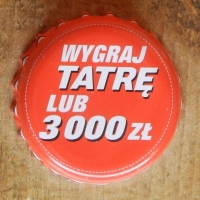 WYGRAJ
TATRĘ
LUB
3 000 ZŁ